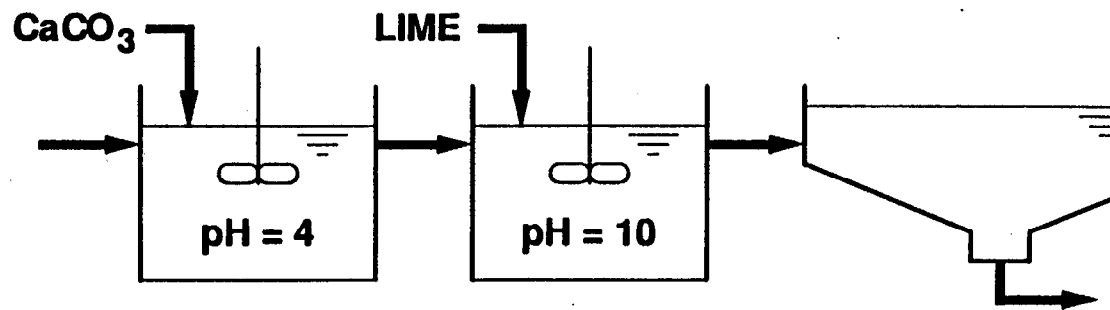 CaCO3
LIME
pH = 4
pH = 10